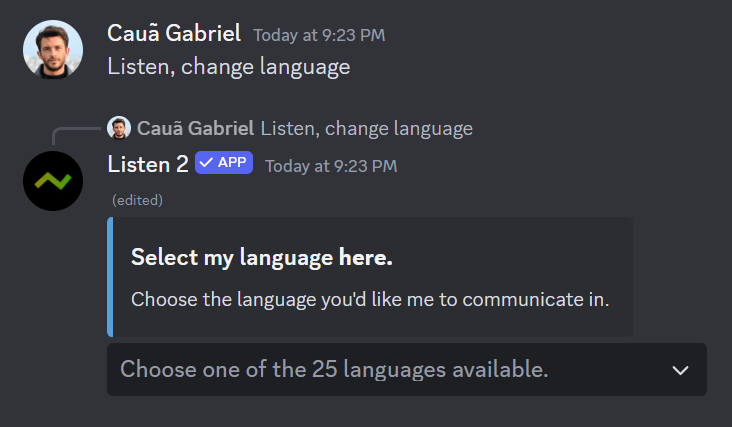 Cauã Gabriel Today at 9:23 PM
Listen, change language
Cauã Gabriel Listen, change language
Listen 2 APP Today at 9:23 PM
(edited)
Select my language here.
Choose the language you'd like me to communicate in.
Choose one of the 25 languages available.